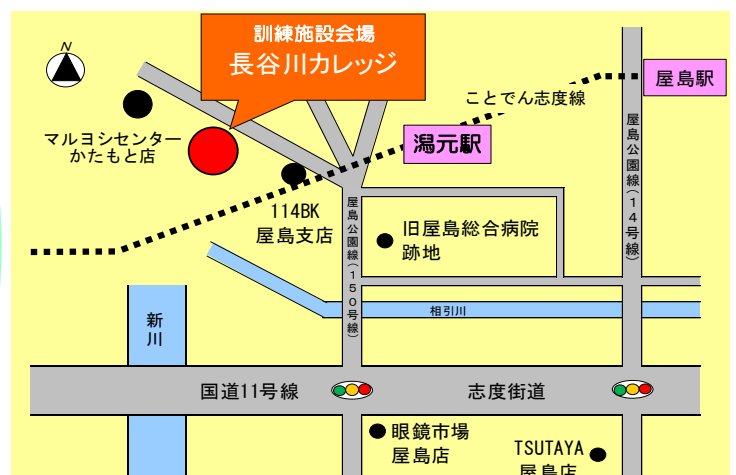 訓練施設会場
長谷川カレッジ
N
マルヨシセンター
かたもと店
屋島駅
ことでん志度線
潟元駅
屋島公園線(14号線)
114BK
屋島支店
屋島公園線(150号線)
旧屋島総合病院
跡地
相引川
新川
国道11号線
志度街道
眼鏡市場
屋島店
TSUTAYA
屋島店